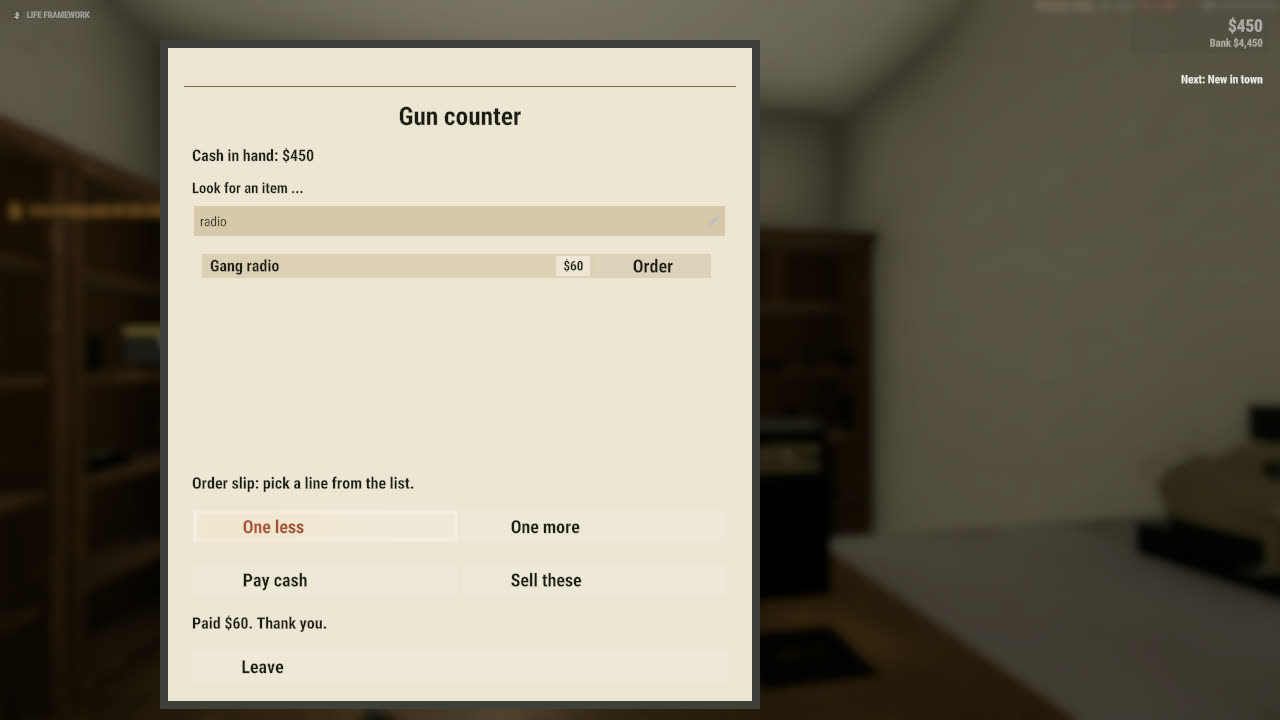 LIFE FRAMEWORK
$450
Bank $4,450
Next: New in town
Gun counter
Cash in hand: $450
Look for an item ...
radio
Gang radio $60 Order
Order slip: pick a line from the list.
One less One more
Pay cash Sell these
Paid $60. Thank you.
Leave